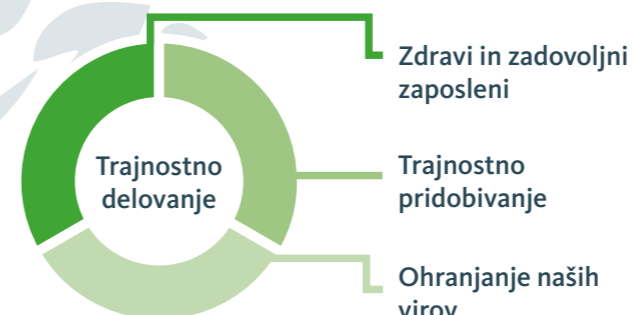 Zdravi in zadovoljni
zaposleni
Trajnostno
delovanje
Trajnostno
pridobivanje
Ohranjanje naših
virov